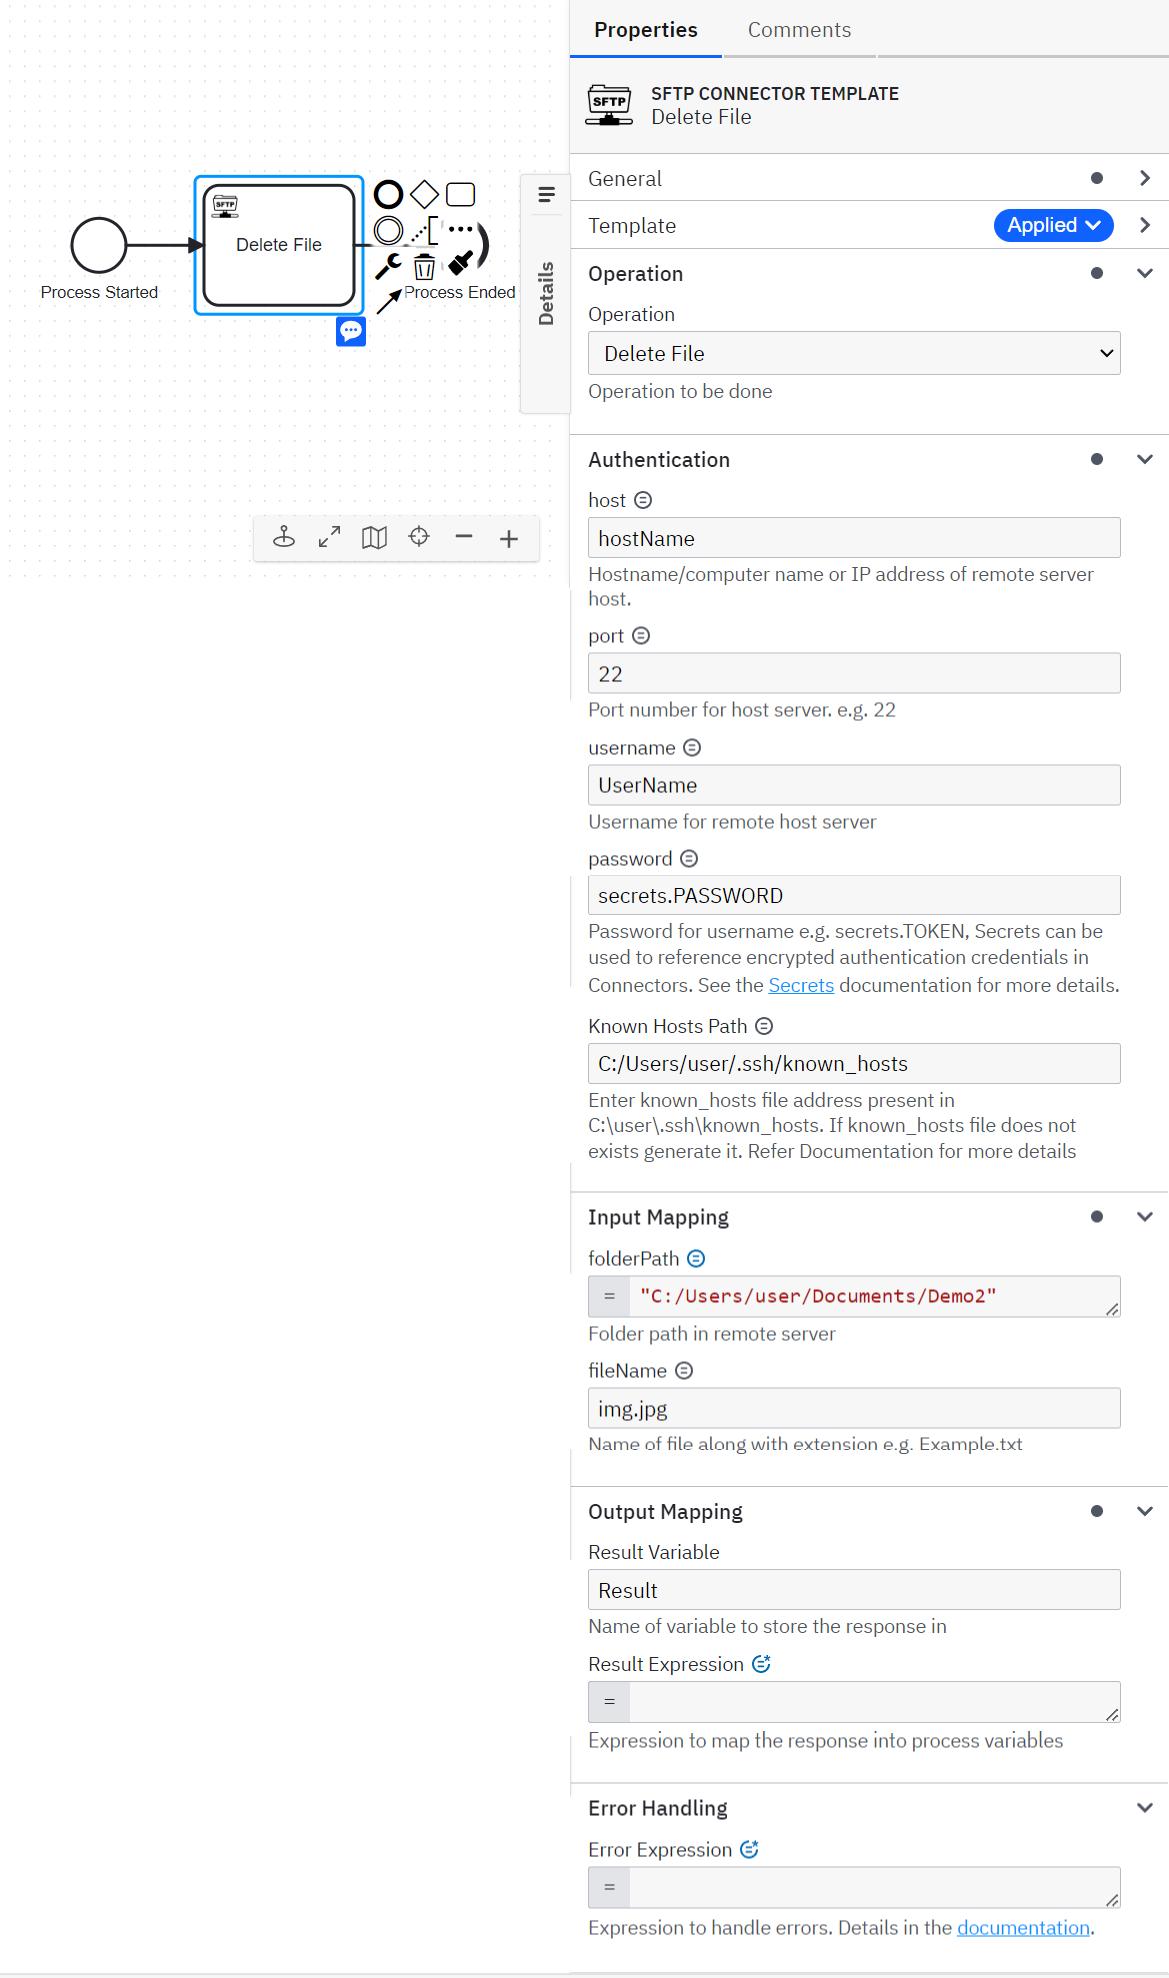 Properties
Comments
SFTP
SFTP CONNECTOR TEMPLATE
Delete File
General
Template
Applied
SFTP
Delete File
Process Started
Process Ended
Details
Operation
Operation
Delete File
Operation to be done
Authentication
host
hostName
Hostname/computer name or IP address of remote server
host.
port
22
Port number for host server. e.g. 22
username
UserName
Username for remote host server
password
secrets.PASSWORD
Password for username e.g. secrets.TOKEN, Secrets can be
used to reference encrypted authentication credentials in
Connectors. See the Secrets documentation for more details.
Known Hosts Path
C:/Users/user/.ssh/known_hosts
Enter known_hosts file address present in
C:\user\.ssh\known_hosts. If known_hosts file does not
exists generate it. Refer Documentation for more details
Input Mapping
folderPath
= "C:/Users/user/Documents/Demo2"
Folder path in remote server
fileName
img.jpg
Name of file along with extension e.g. Example.txt
Output Mapping
Result Variable
Result
Name of variable to store the response in
Result Expression
=
Expression to map the response into process variables
Error Handling
Error Expression
=
Expression to handle errors. Details in the documentation.